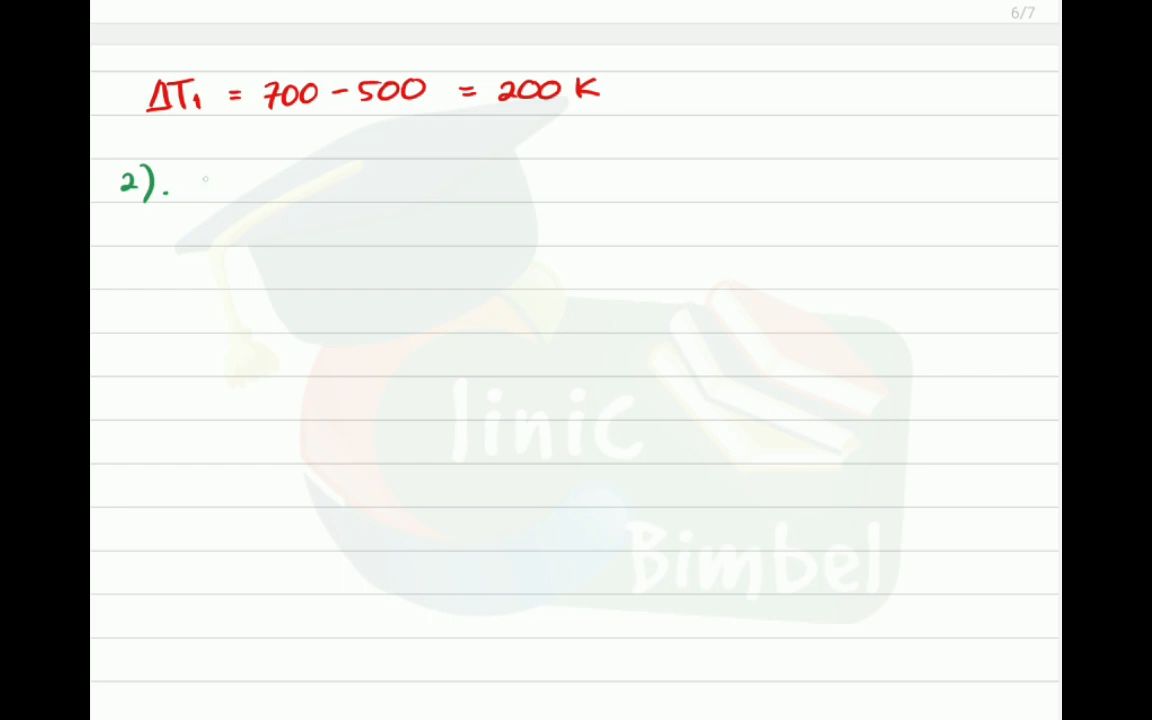 6/7
ΔT₁ = 700 - 500 = 200 K
2).
linic
Bimbel